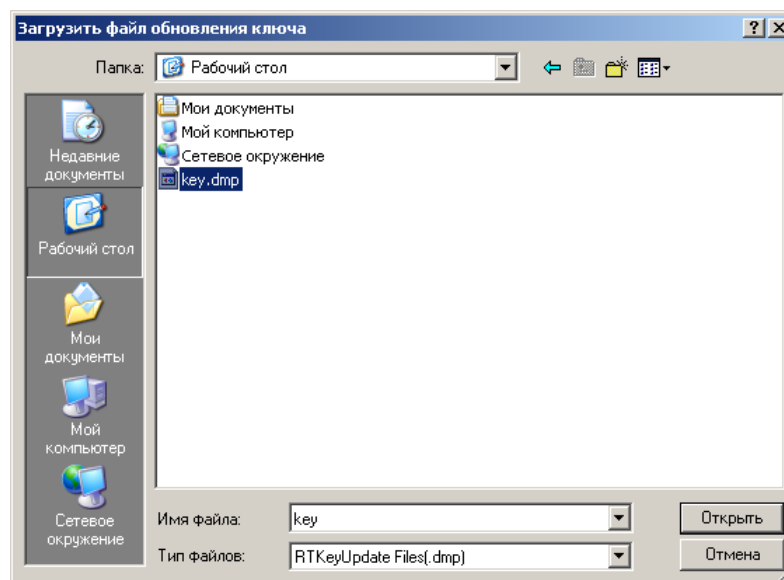 Загрузить файл обновления ключа
Папка: Рабочий стол
Недавние
документы
Рабочий стол
Мои
документы
Мой
компьютер
Сетевое
окружение
Мои документы
Мой компьютер
Сетевое окружение
key.dmp
Имя файла: key Открыть
Тип файлов: RTKeyUpdate Files(.dmp) Отмена